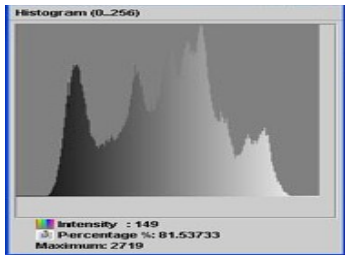 Histogram (0..256)
Intensity : 149
Percentage %: 81.53733
Maximum: 2719